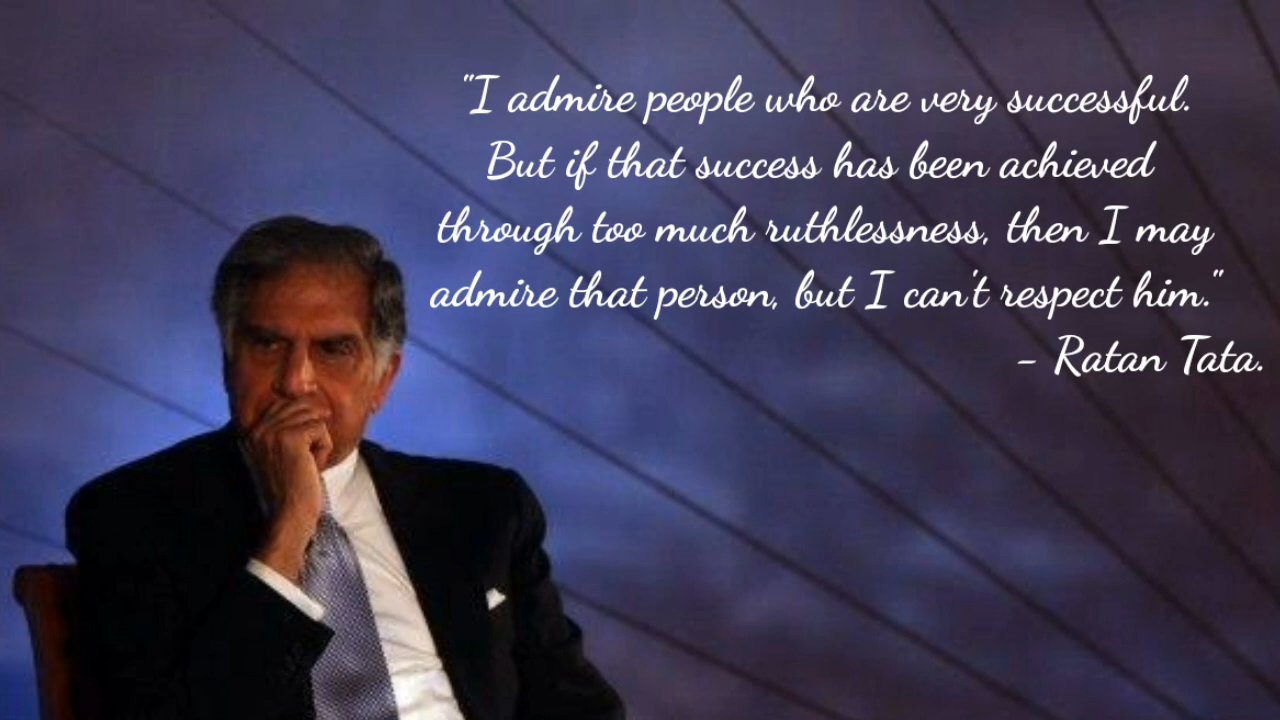 "I admire people who are very successful.
But if that success has been achieved
through too much ruthlessness, then I may
admire that person, but I can't respect him."
- Ratan Tata.